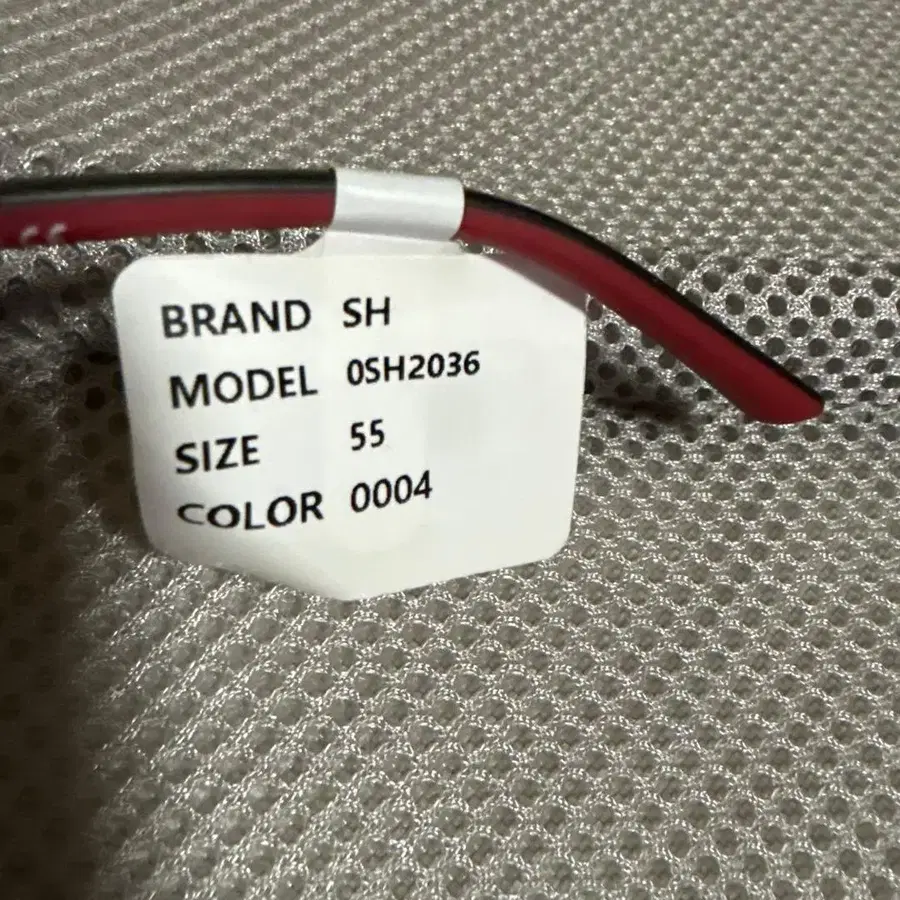 BRAND SH
MODEL 0SH2036
SIZE 55
COLOR 0004